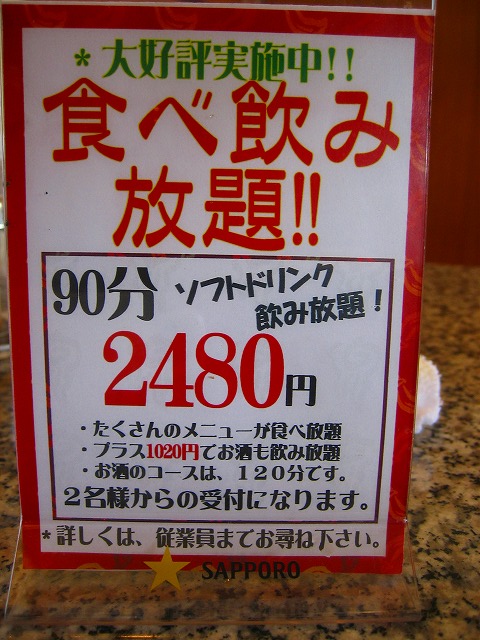 *大好評実施中!!
食べ飲み
放題!!
90分 ソフトドリンク
飲み放題!
2480円
・たくさんのメニューが食べ放題
・プラス1020円でお酒も飲み放題
・お酒のコースは、120分です。
2名様からの受付になります。
*詳しくは、従業員までお尋ね下さい。
SAPPORO